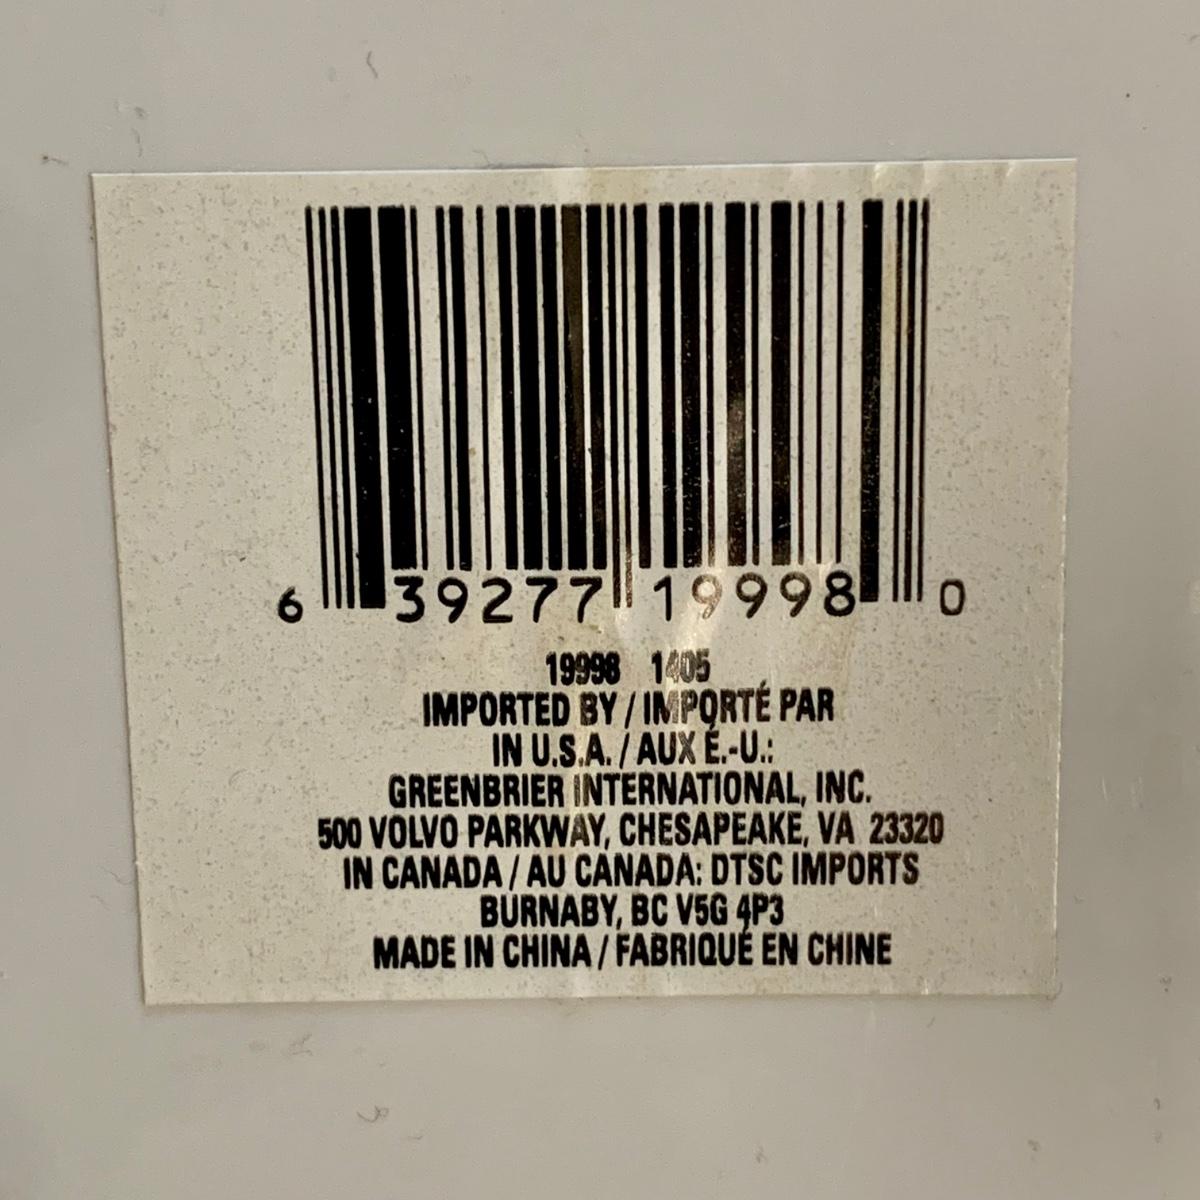 6 39277 19998 0
19998 1405
IMPORTED BY / IMPORTÉ PAR
IN U.S.A. / AUX É.-U.:
GREENBRIER INTERNATIONAL, INC.
500 VOLVO PARKWAY, CHESAPEAKE, VA 23320
IN CANADA / AU CANADA: DTSC IMPORTS
BURNABY, BC V5G 4P3
MADE IN CHINA / FABRIQUÉ EN CHINE